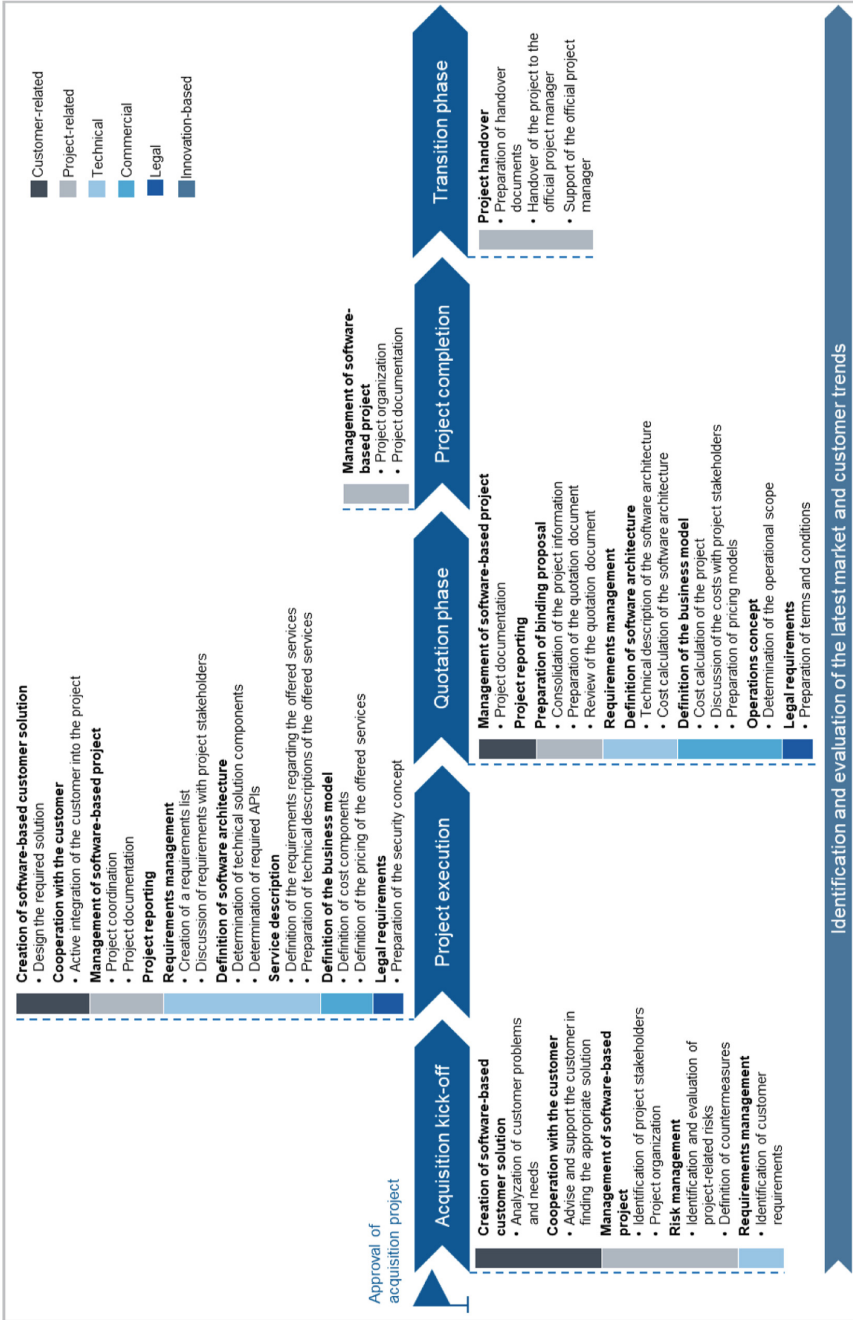 Customer-related
Project-related
Technical
Commercial
Legal
Innovation-based
Creation of software-based customer solution
• Design the required solution
Cooperation with the customer
• Active integration of the customer into the project
Management of software-based project
• Project coordination
• Project documentation
Project reporting
Requirements management
• Creation of a requirements list
• Discussion of requirements with project stakeholders
Definition of software architecture
• Determination of technical solution components
• Determination of required APIs
Service description
• Definition of the requirements regarding the offered services
• Preparation of technical descriptions of the offered services
Definition of the business model
• Definition of cost components
• Definition of the pricing of the offered services
Legal requirements
• Preparation of the security concept
Management of software-
based project
• Project organization
• Project documentation
Approval of
acquisition project
Acquisition kick-off
Project execution
Quotation phase
Project completion
Transition phase
Creation of software-based
customer solution
• Analyzation of customer problems
and needs
Cooperation with the customer
• Advise and support the customer in
finding the appropriate solution
Management of software-based
project
• Identification of project stakeholders
• Project organization
Risk management
• Identification and evaluation of
project-related risks
• Definition of countermeasures
Requirements management
• Identification of customer
requirements
Management of software-based project
• Project documentation
Project reporting
Preparation of binding proposal
• Consolidation of the project information
• Preparation of the quotation document
• Review of the quotation document
Requirements management
Definition of software architecture
• Technical description of the software architecture
• Cost calculation of the software architecture
Definition of the business model
• Cost calculation of the project
• Discussion of the costs with project stakeholders
• Preparation of pricing models
Operations concept
• Determination of the operational scope
Legal requirements
• Preparation of terms and conditions
Project handover
• Preparation of handover
documents
• Handover of the project to the
official project manager
• Support of the official project
manager
Identification and evaluation of the latest market and customer trends